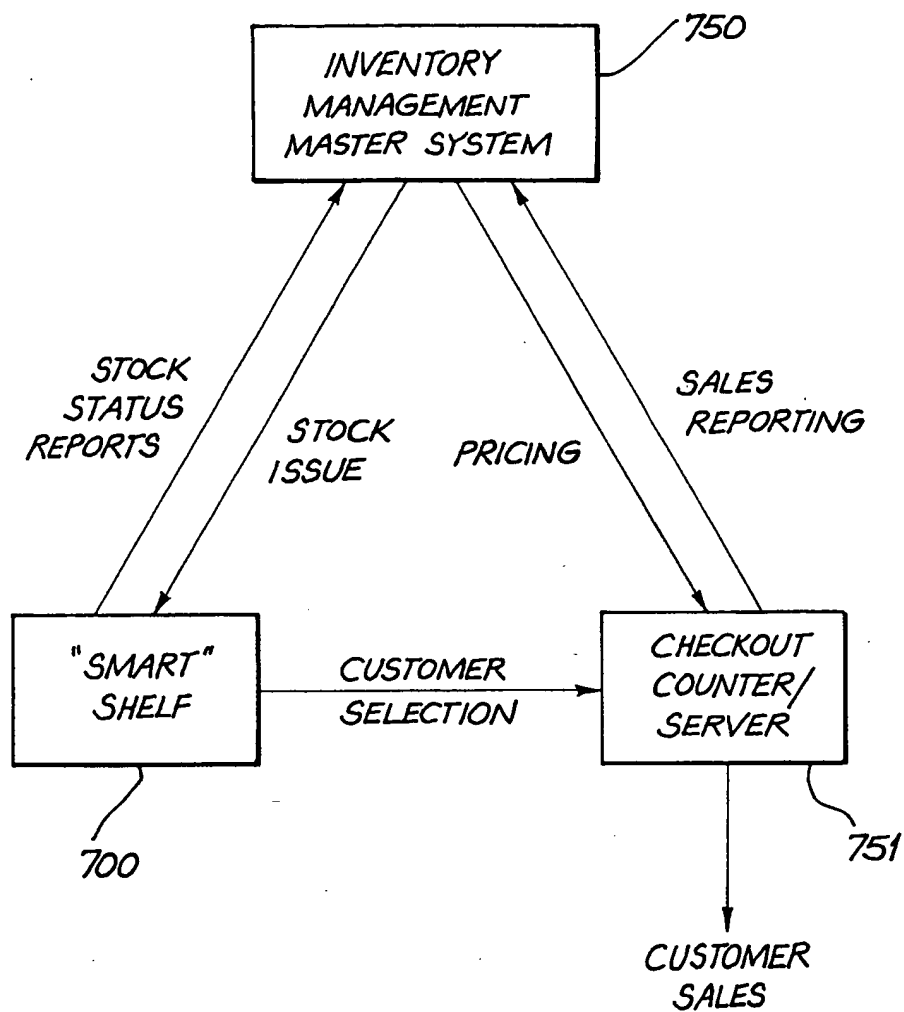 750
INVENTORY
MANAGEMENT
MASTER SYSTEM
STOCK
STATUS
REPORTS
STOCK
ISSUE
PRICING
SALES
REPORTING
"SMART"
SHELF
CUSTOMER
SELECTION
CHECKOUT
COUNTER/
SERVER
700
751
CUSTOMER
SALES